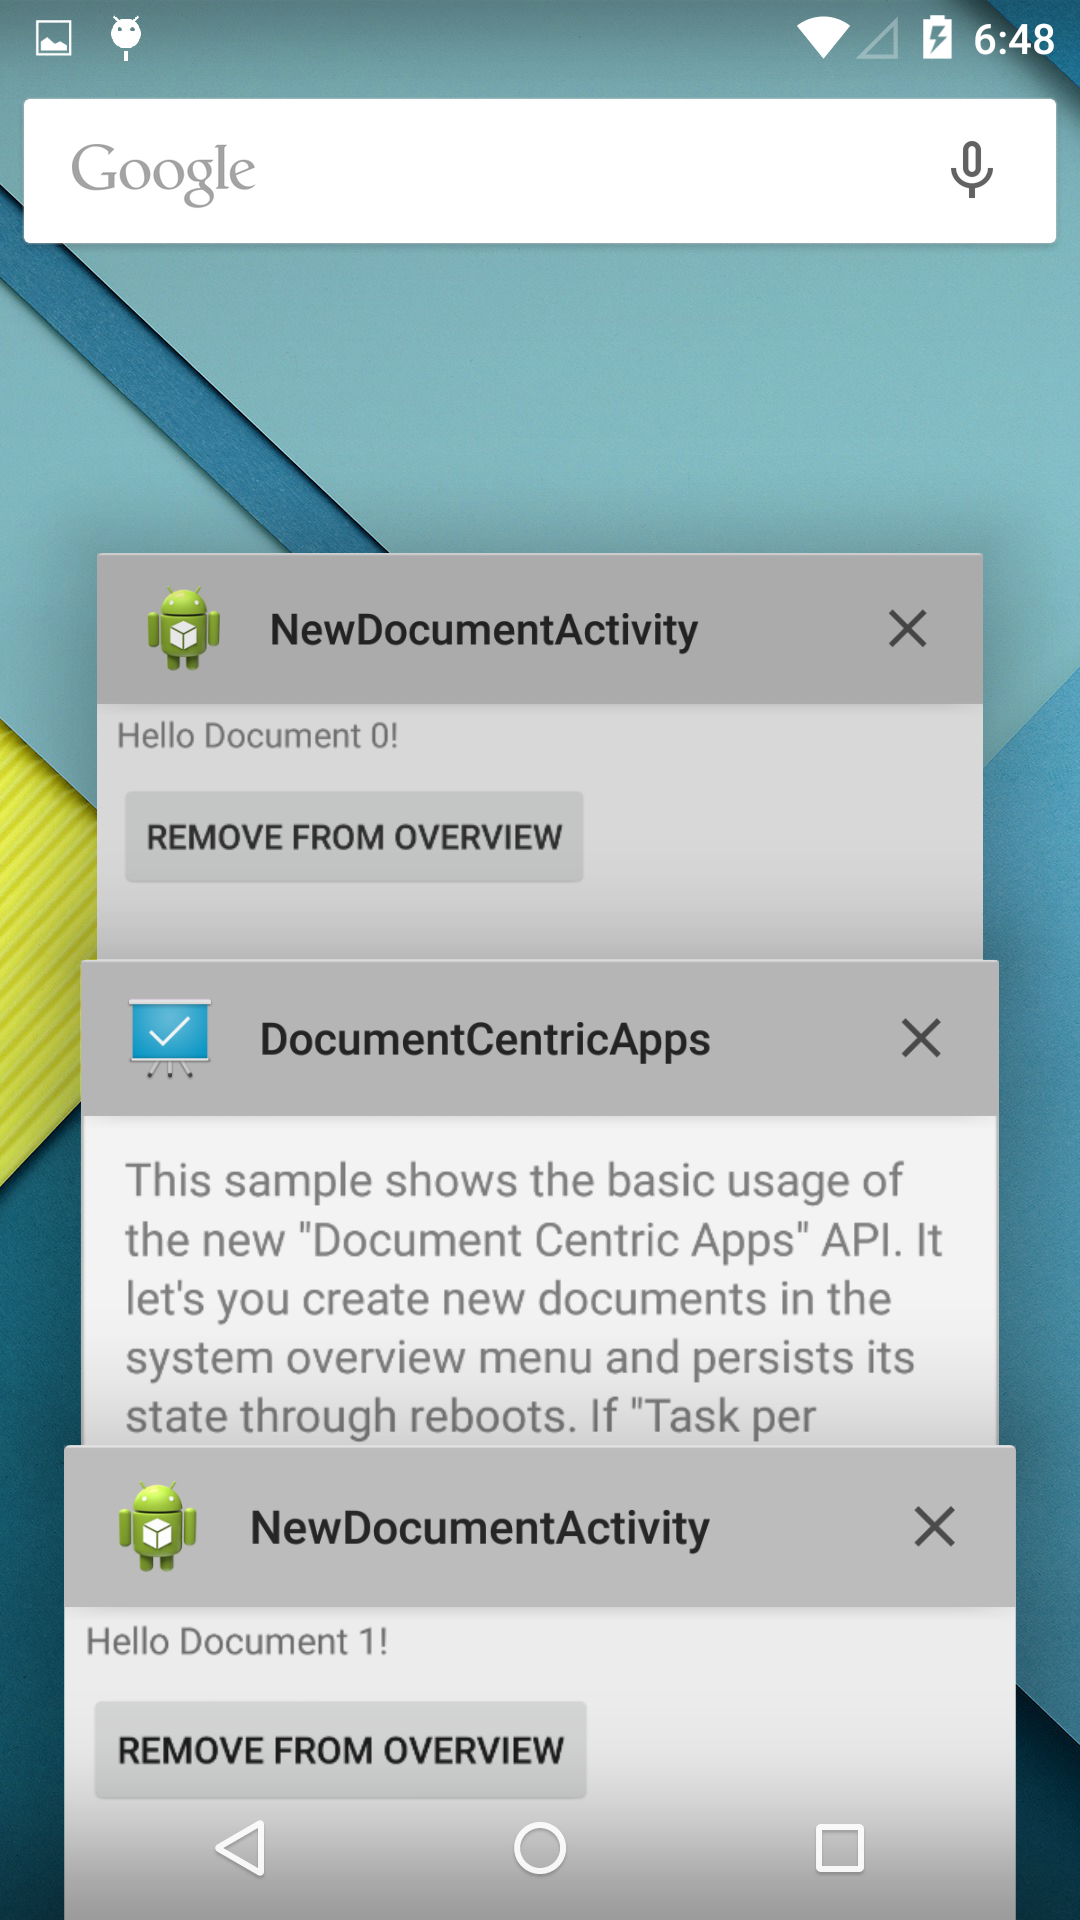 6:48
Google
NewDocumentActivity
Hello Document 0!
REMOVE FROM OVERVIEW
DocumentCentricApps
This sample shows the basic usage of
the new "Document Centric Apps" API. It
let's you create new documents in the
system overview menu and persists its
state through reboots. If "Task per
NewDocumentActivity
Hello Document 1!
REMOVE FROM OVERVIEW